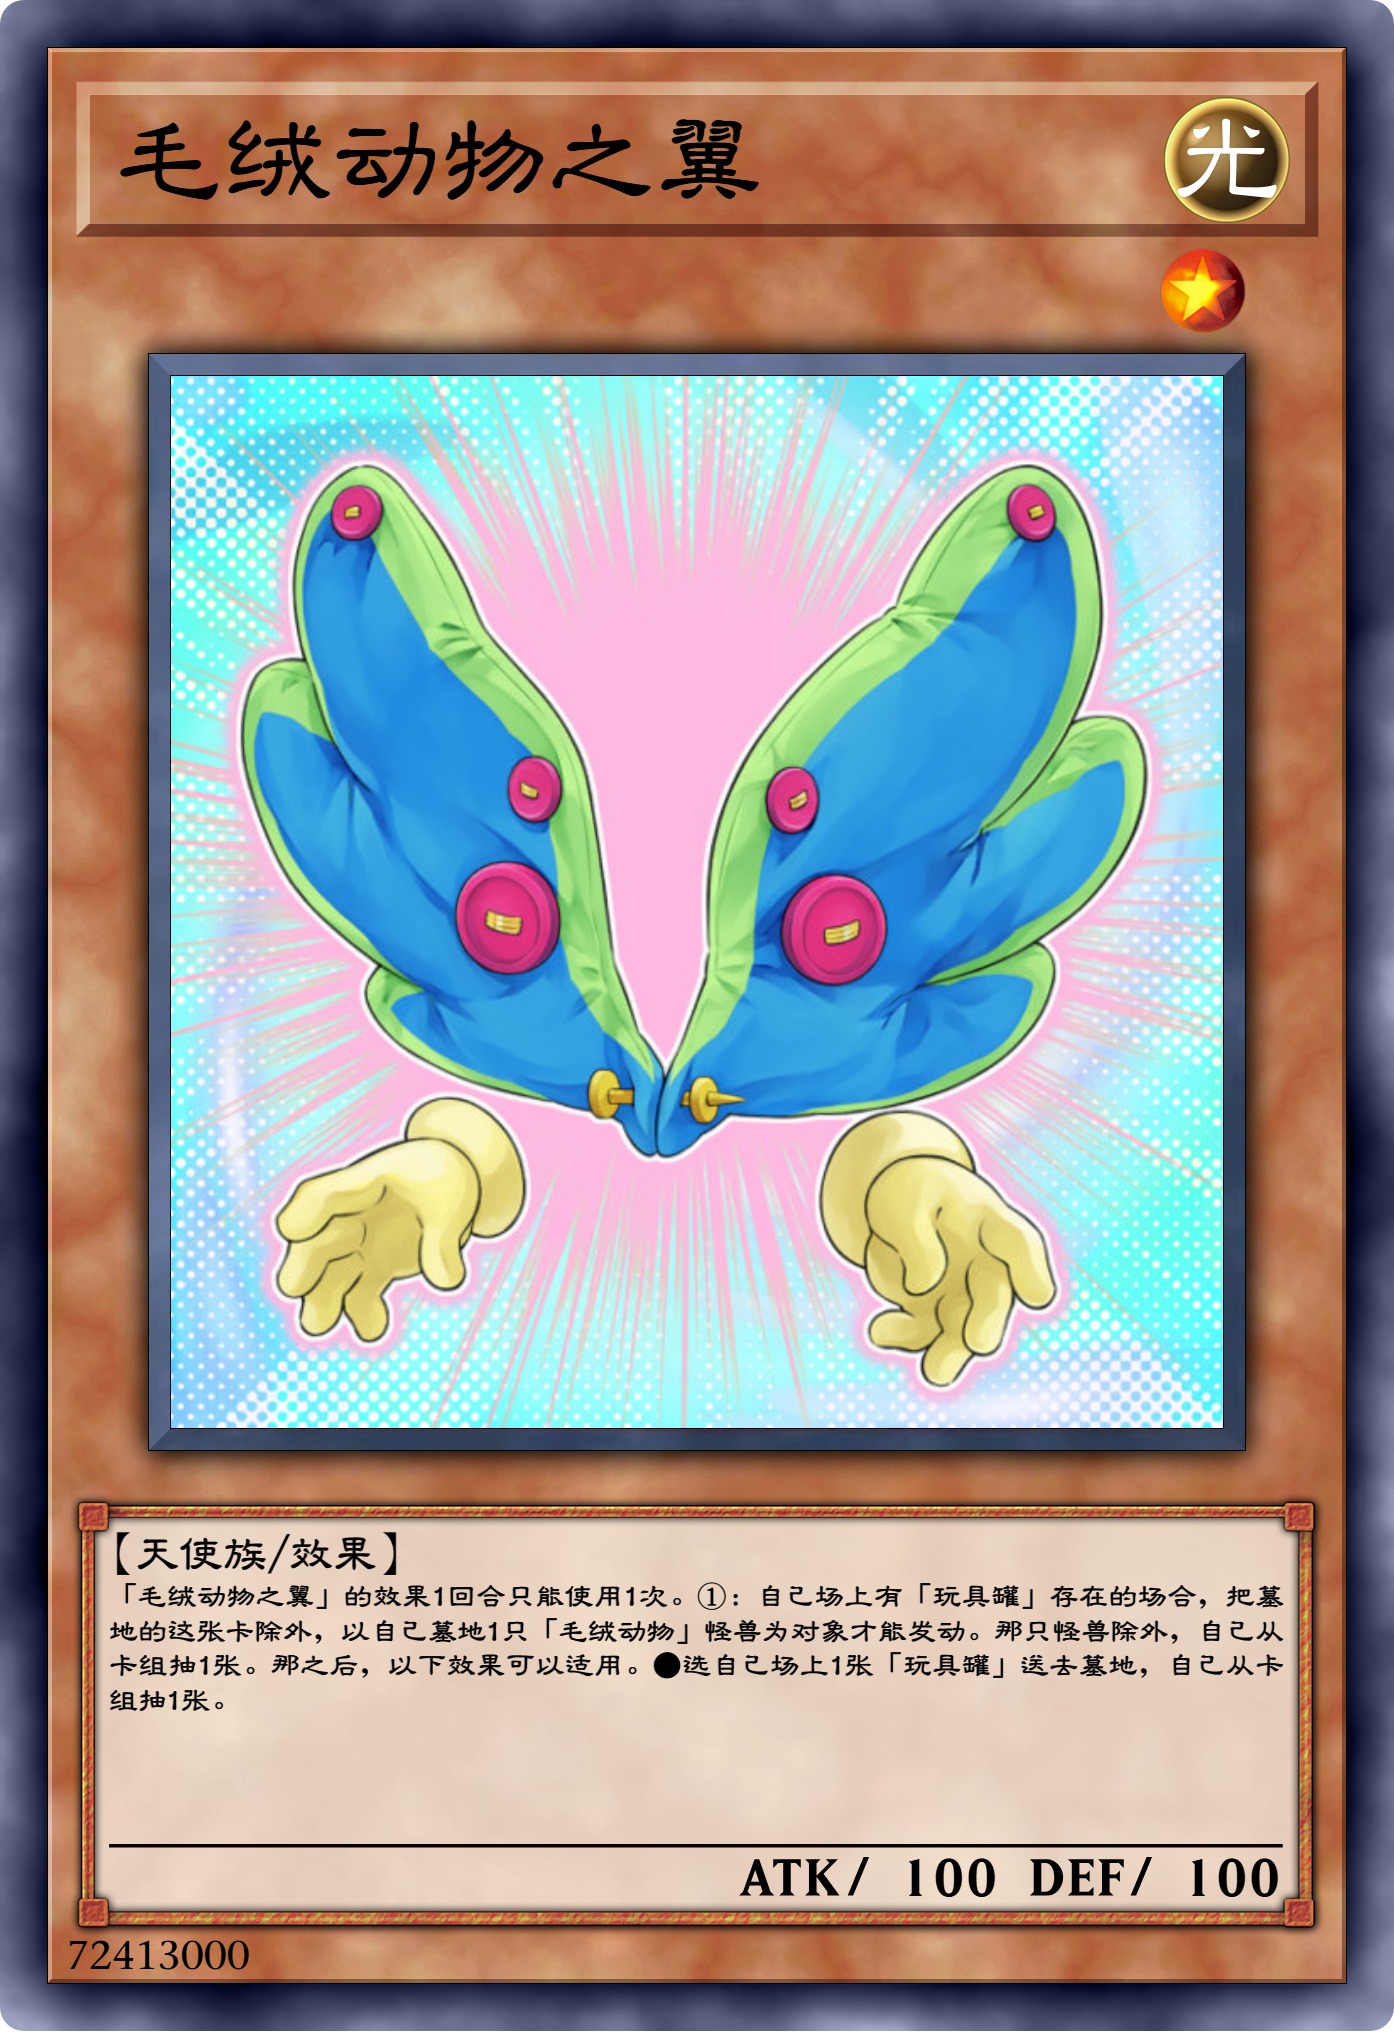 毛绒动物之翼
光
【天使族/效果】
「毛绒动物之翼」的效果1回合只能使用1次。①：自己场上有「玩具罐」存在的场合，把墓
地的这张卡除外，以自己墓地1只「毛绒动物」怪兽为对象才能发动。那只怪兽除外，自己从
卡组抽1张。那之后，以下效果可以适用。●选自己场上1张「玩具罐」送去墓地，自己从卡
组抽1张。
ATK/ 100 DEF/ 100
72413000